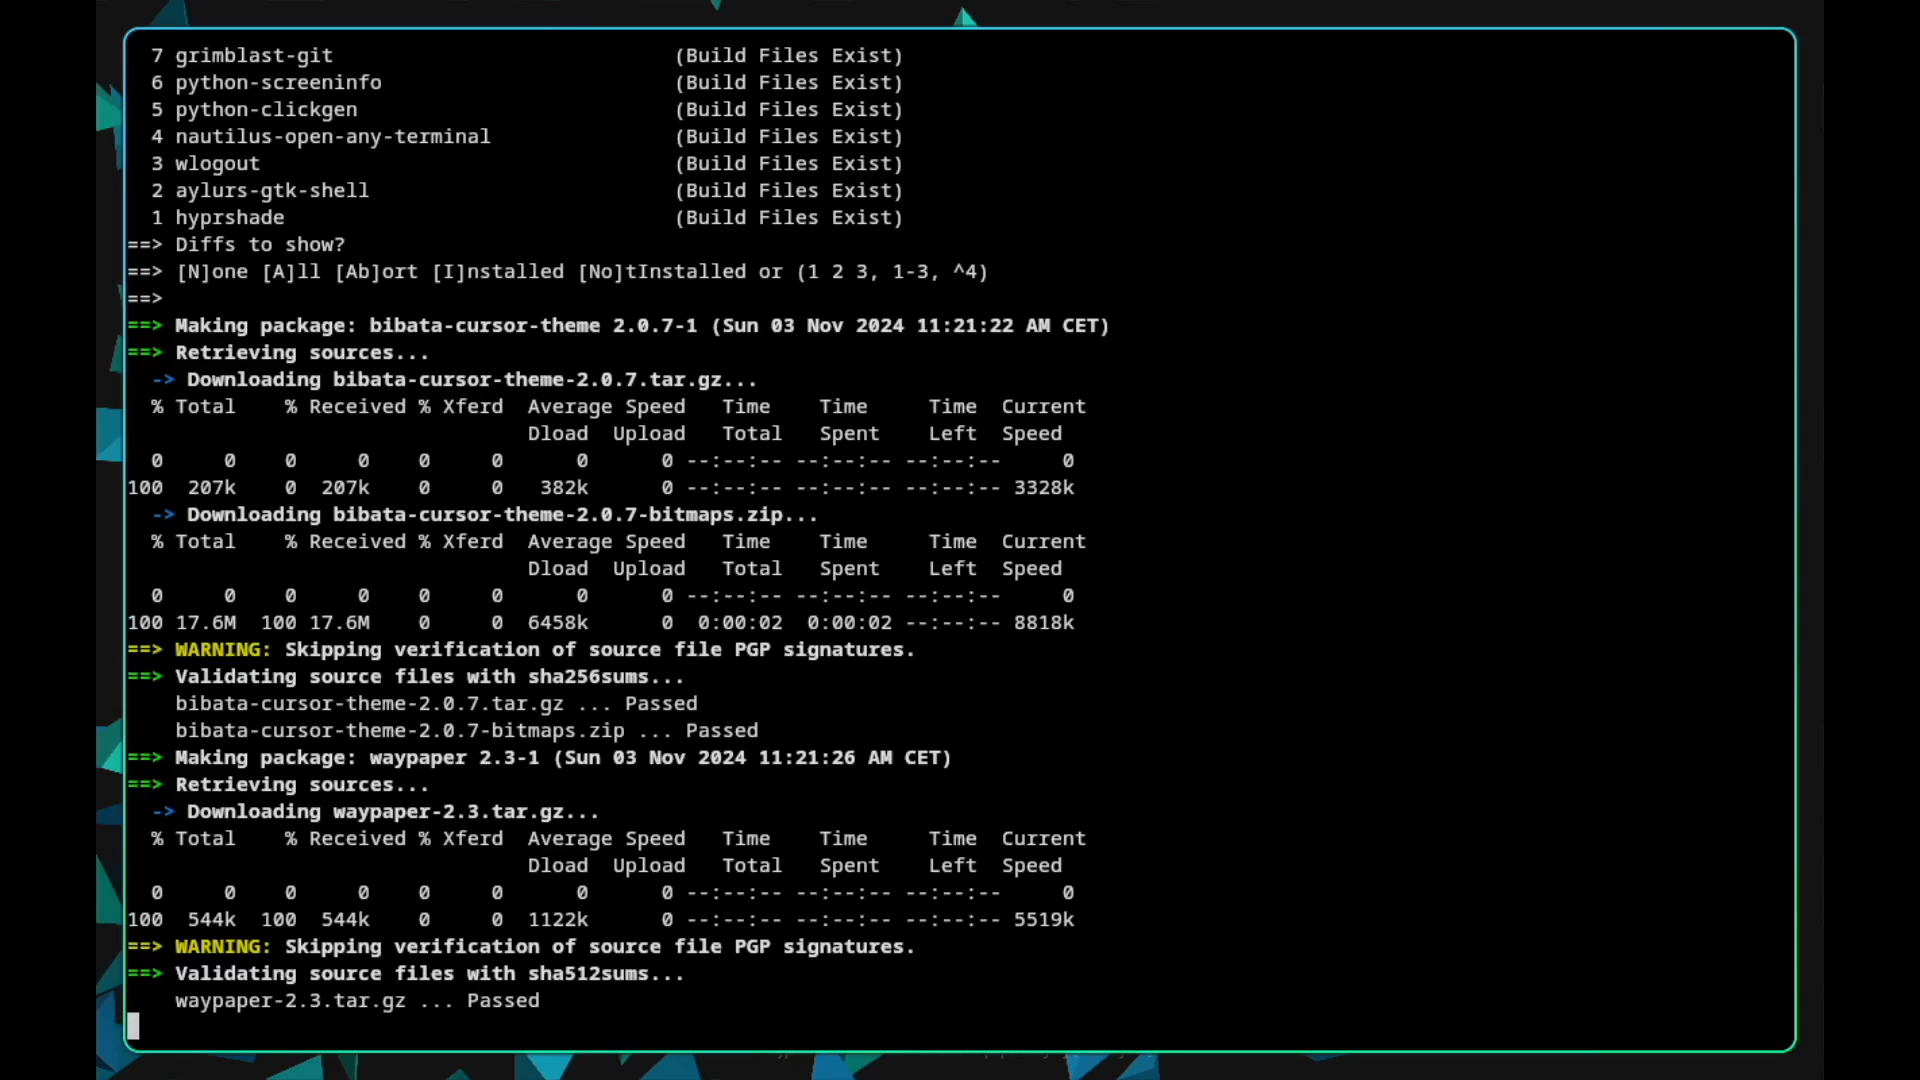 7 grimblast-git (Build Files Exist)
6 python-screeninfo (Build Files Exist)
5 python-clickgen (Build Files Exist)
4 nautilus-open-any-terminal (Build Files Exist)
3 wlogout (Build Files Exist)
2 aylurs-gtk-shell (Build Files Exist)
1 hyprshade (Build Files Exist)
==> Diffs to show?
==> [N]one [A]ll [Ab]ort [I]nstalled [No]tInstalled or (1 2 3, 1-3, ^4)
==>
==> Making package: bibata-cursor-theme 2.0.7-1 (Sun 03 Nov 2024 11:21:22 AM CET)
==> Retrieving sources...
-> Downloading bibata-cursor-theme-2.0.7.tar.gz...
% Total % Received % Xferd Average Speed Time Time Time Current
Dload Upload Total Spent Left Speed
0 0 0 0 0 0 0 0 --:--:-- --:--:-- --:--:-- 0
100 207k 0 207k 0 0 382k 0 --:--:-- --:--:-- --:--:-- 3328k
-> Downloading bibata-cursor-theme-2.0.7-bitmaps.zip...
% Total % Received % Xferd Average Speed Time Time Time Current
Dload Upload Total Spent Left Speed
0 0 0 0 0 0 0 0 --:--:-- --:--:-- --:--:-- 0
100 17.6M 100 17.6M 0 0 6458k 0 0:00:02 0:00:02 --:--:-- 8818k
==> WARNING: Skipping verification of source file PGP signatures.
==> Validating source files with sha256sums...
bibata-cursor-theme-2.0.7.tar.gz ... Passed
bibata-cursor-theme-2.0.7-bitmaps.zip ... Passed
==> Making package: waypaper 2.3-1 (Sun 03 Nov 2024 11:21:26 AM CET)
==> Retrieving sources...
-> Downloading waypaper-2.3.tar.gz...
% Total % Received % Xferd Average Speed Time Time Time Current
Dload Upload Total Spent Left Speed
0 0 0 0 0 0 0 0 --:--:-- --:--:-- --:--:-- 0
100 544k 100 544k 0 0 1122k 0 --:--:-- --:--:-- --:--:-- 5519k
==> WARNING: Skipping verification of source file PGP signatures.
==> Validating source files with sha512sums...
waypaper-2.3.tar.gz ... Passed